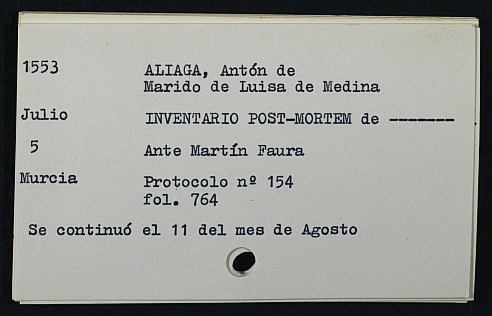 1553 ALIAGA, Antón de
Marido de Luisa de Medina
Julio INVENTARIO POST-MORTEM de -------
5 Ante Martín Faura
Murcia Protocolo nº 154
fol. 764
Se continuó el 11 del mes de Agosto